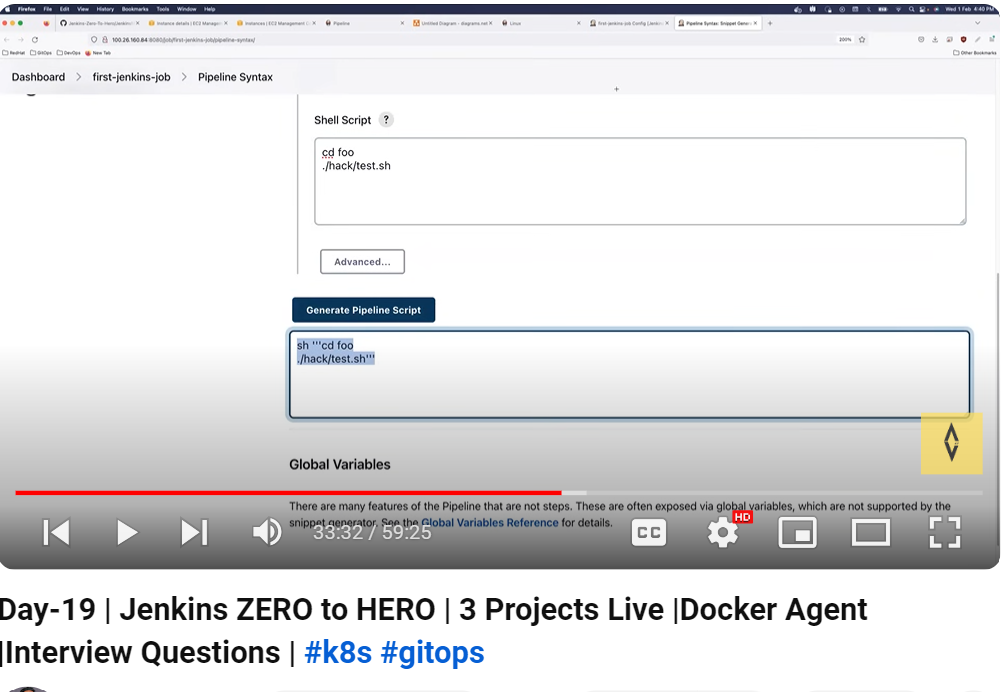 Firefox File Edit View History Bookmarks Tools Window Help
Wed 1 Feb 4:40 PM
Instance details | EC2 Manag
Instances | EC2 Management
Pipeline
Untitled Diagram - diagrams.net
Linux
first-jenkins-job Config [Jenkins]
Pipeline Syntax: Snippet Gene
100.26.160.84:8080/job/first-jenkins-job/pipeline-syntax/
200%
RedHat GitOps DevOps New Tab
Other Bookmarks
Dashboard > first-jenkins-job > Pipeline Syntax
Shell Script ?
cd foo
./hack/test.sh
Advanced...
Generate Pipeline Script
sh '''cd foo
./hack/test.sh'''
Global Variables
There are many features of the Pipeline that are not steps. These are often exposed via global variables, which are not supported by the
snippet generator. See the Global Variables Reference for details.
33:32 / 59:25
CC
HD
Day-19 | Jenkins ZERO to HERO | 3 Projects Live |Docker Agent
|Interview Questions | #k8s #gitops